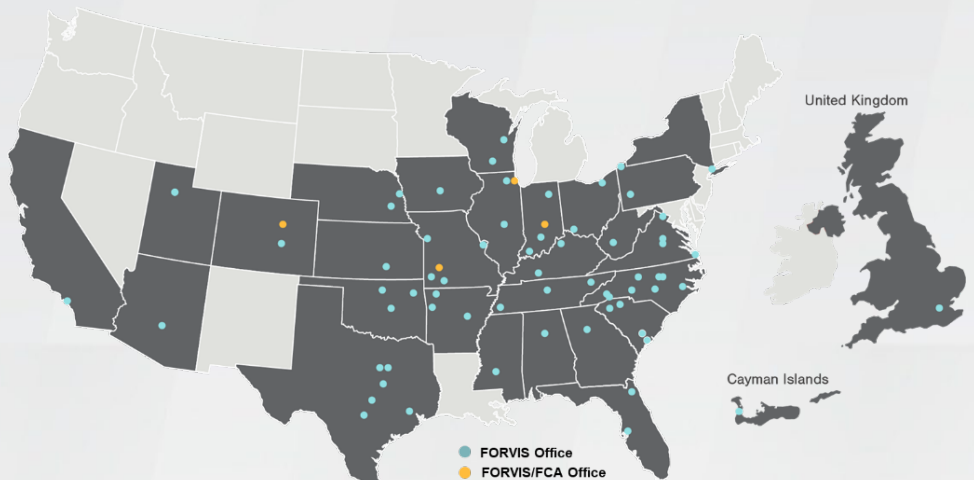 United Kingdom
Cayman Islands
FORVIS Office
FORVIS/FCA Office